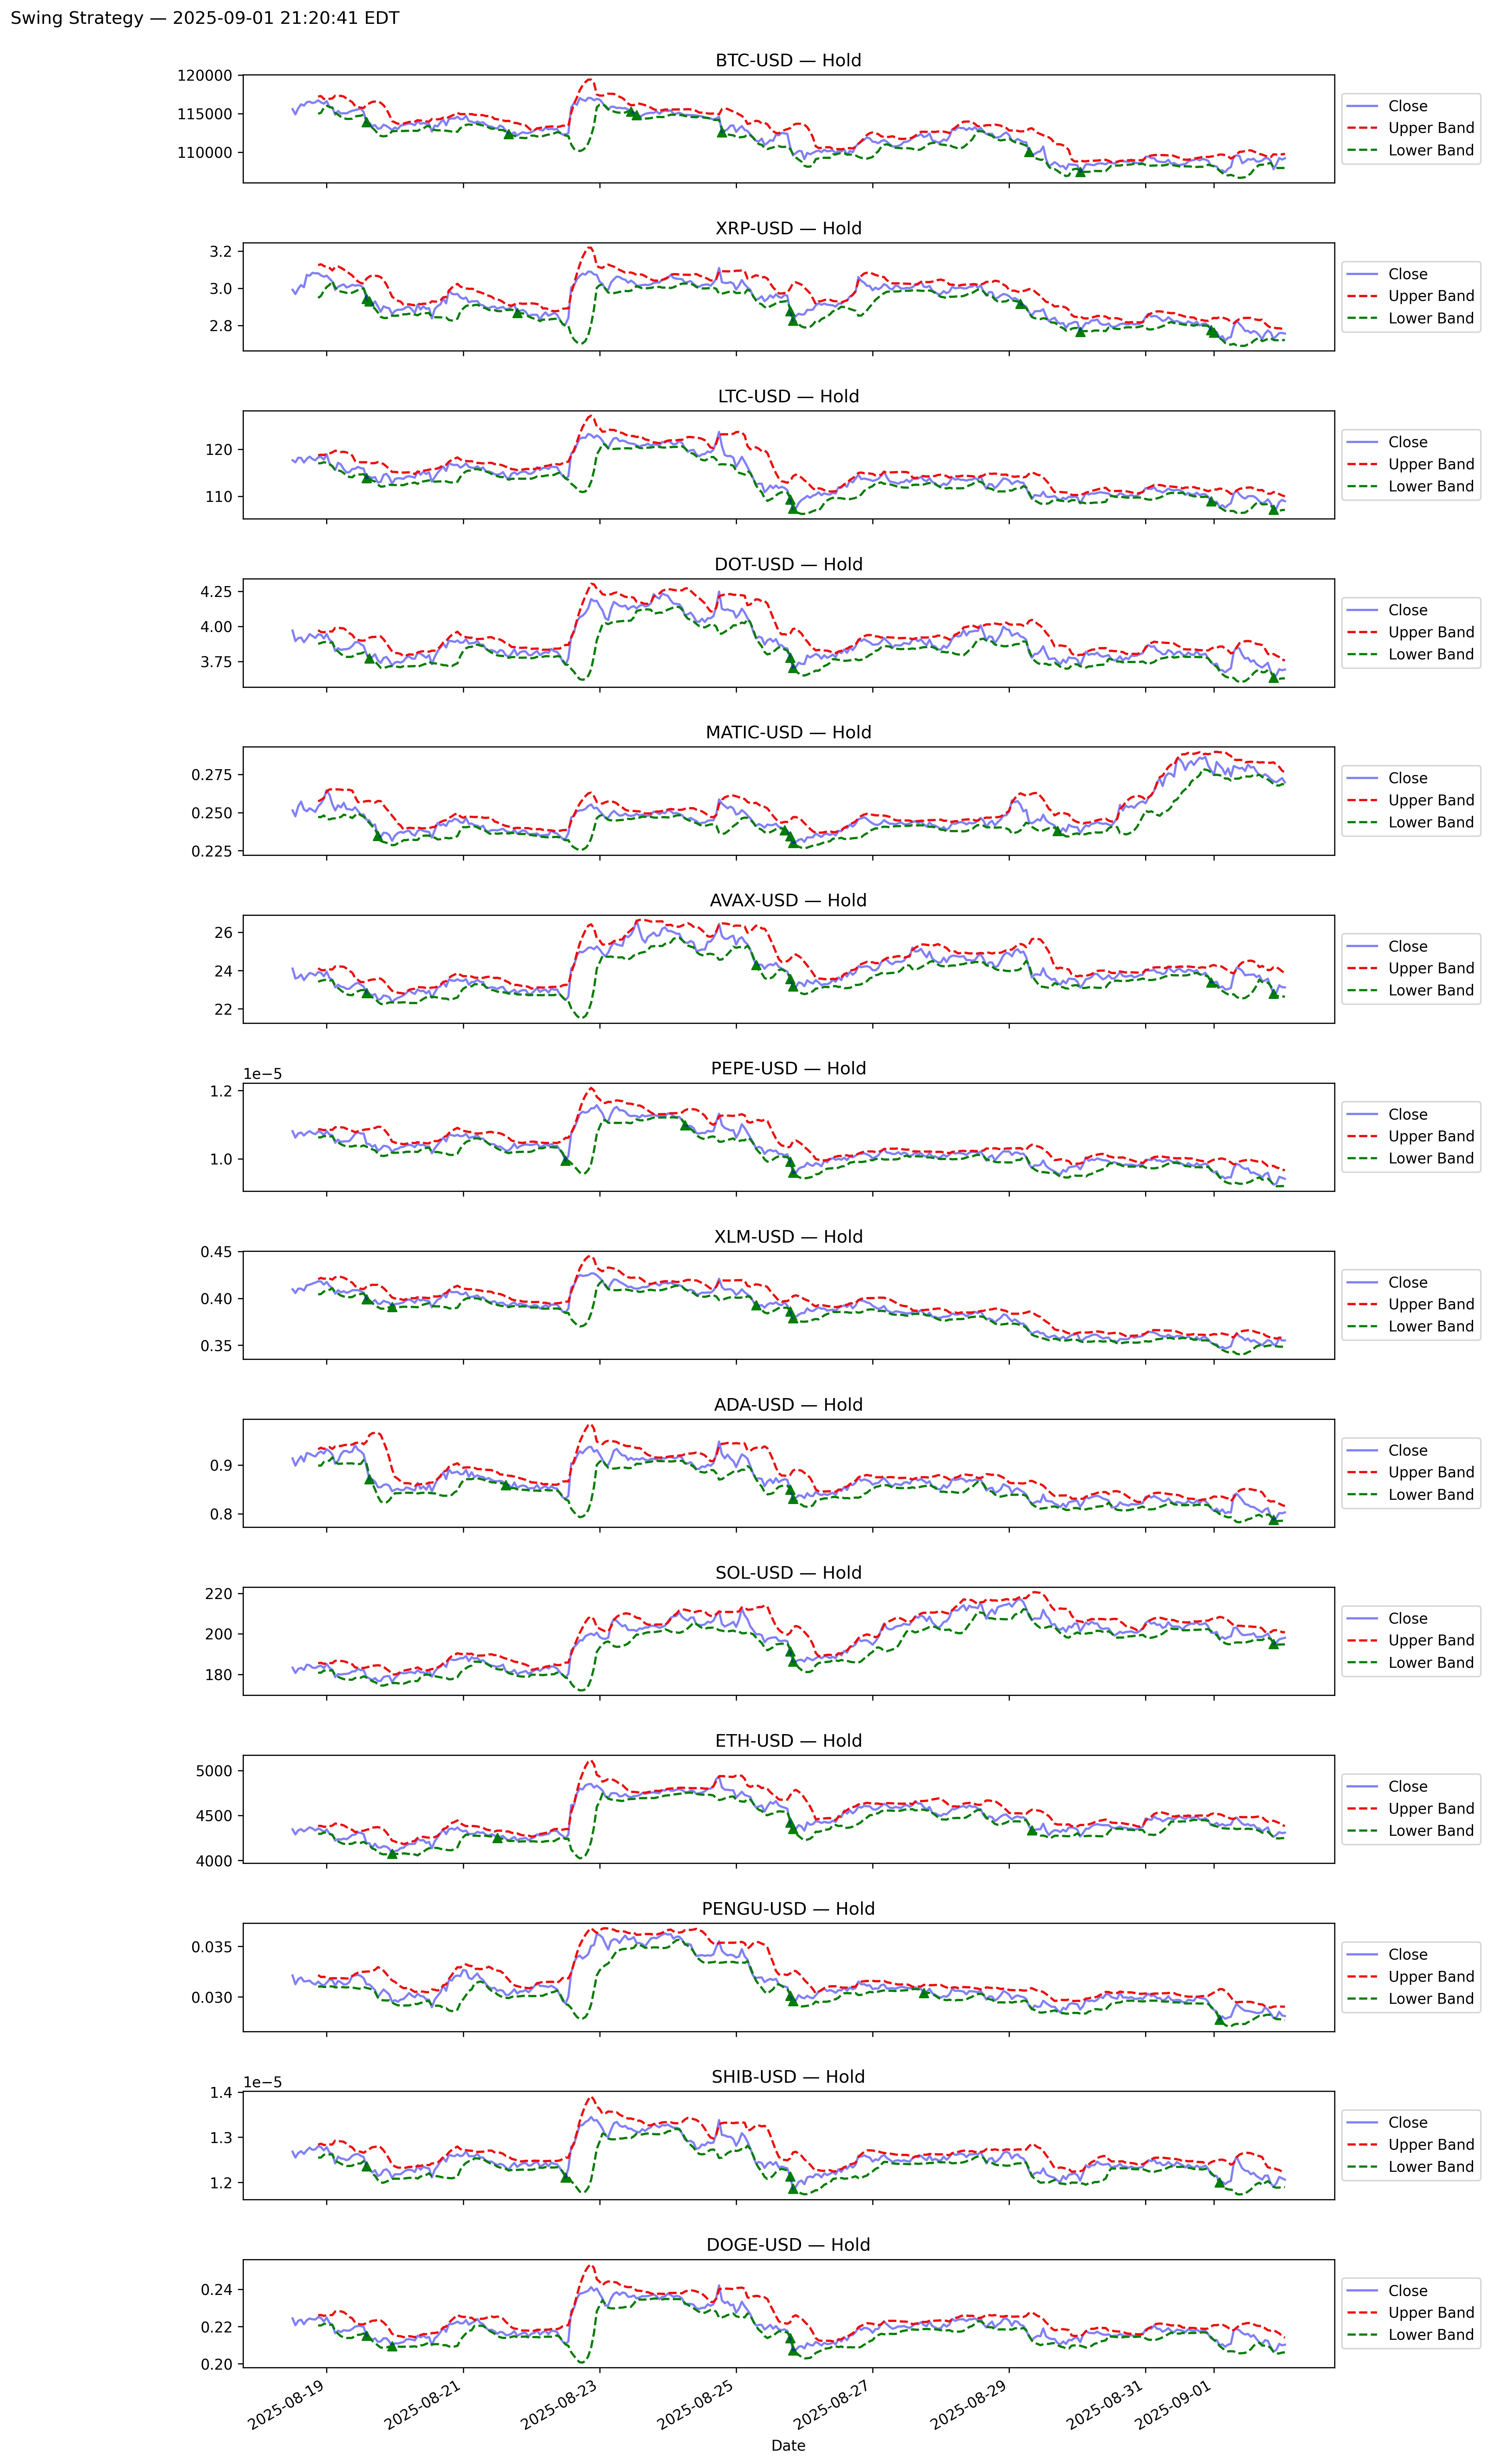 Swing Strategy — 2025-09-01 21:20:41 EDT
BTC-USD — Hold
120000
115000
110000
Close
Upper Band
Lower Band
XRP-USD — Hold
3.2
3.0
2.8
Close
Upper Band
Lower Band
LTC-USD — Hold
120
110
Close
Upper Band
Lower Band
DOT-USD — Hold
4.25
4.00
3.75
Close
Upper Band
Lower Band
MATIC-USD — Hold
0.275
0.250
0.225
Close
Upper Band
Lower Band
AVAX-USD — Hold
26
24
22
Close
Upper Band
Lower Band
PEPE-USD — Hold
1e−5
1.2
1.0
Close
Upper Band
Lower Band
XLM-USD — Hold
0.45
0.40
0.35
Close
Upper Band
Lower Band
ADA-USD — Hold
0.9
0.8
Close
Upper Band
Lower Band
SOL-USD — Hold
220
200
180
Close
Upper Band
Lower Band
ETH-USD — Hold
5000
4500
4000
Close
Upper Band
Lower Band
PENGU-USD — Hold
0.035
0.030
Close
Upper Band
Lower Band
SHIB-USD — Hold
1e−5
1.4
1.3
1.2
Close
Upper Band
Lower Band
DOGE-USD — Hold
0.24
0.22
0.20
Close
Upper Band
Lower Band
2025-08-19
2025-08-21
2025-08-23
2025-08-25
2025-08-27
2025-08-29
2025-08-31
2025-09-01
Date